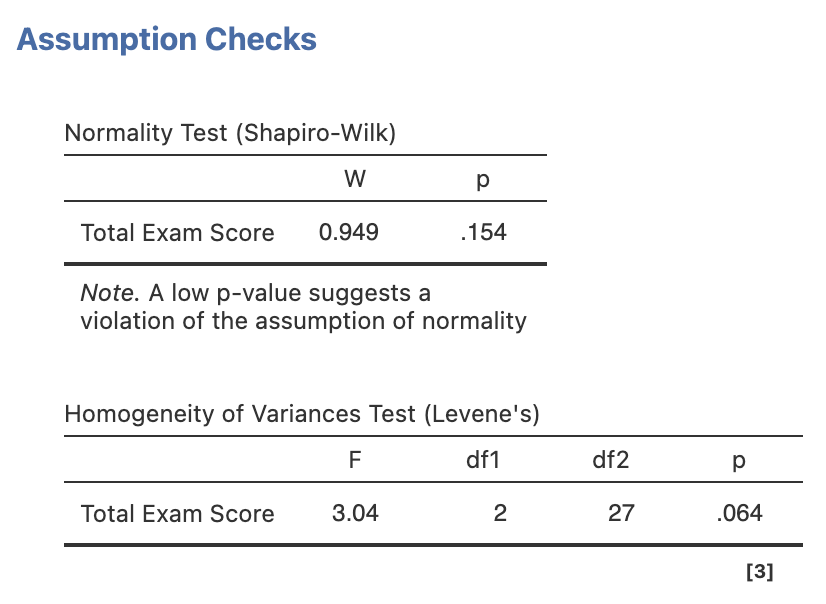 Assumption Checks
Normality Test (Shapiro-Wilk)
W p
Total Exam Score 0.949 .154
Note. A low p-value suggests a
violation of the assumption of normality
Homogeneity of Variances Test (Levene's)
F df1 df2 p
Total Exam Score 3.04 2 27 .064
[3]